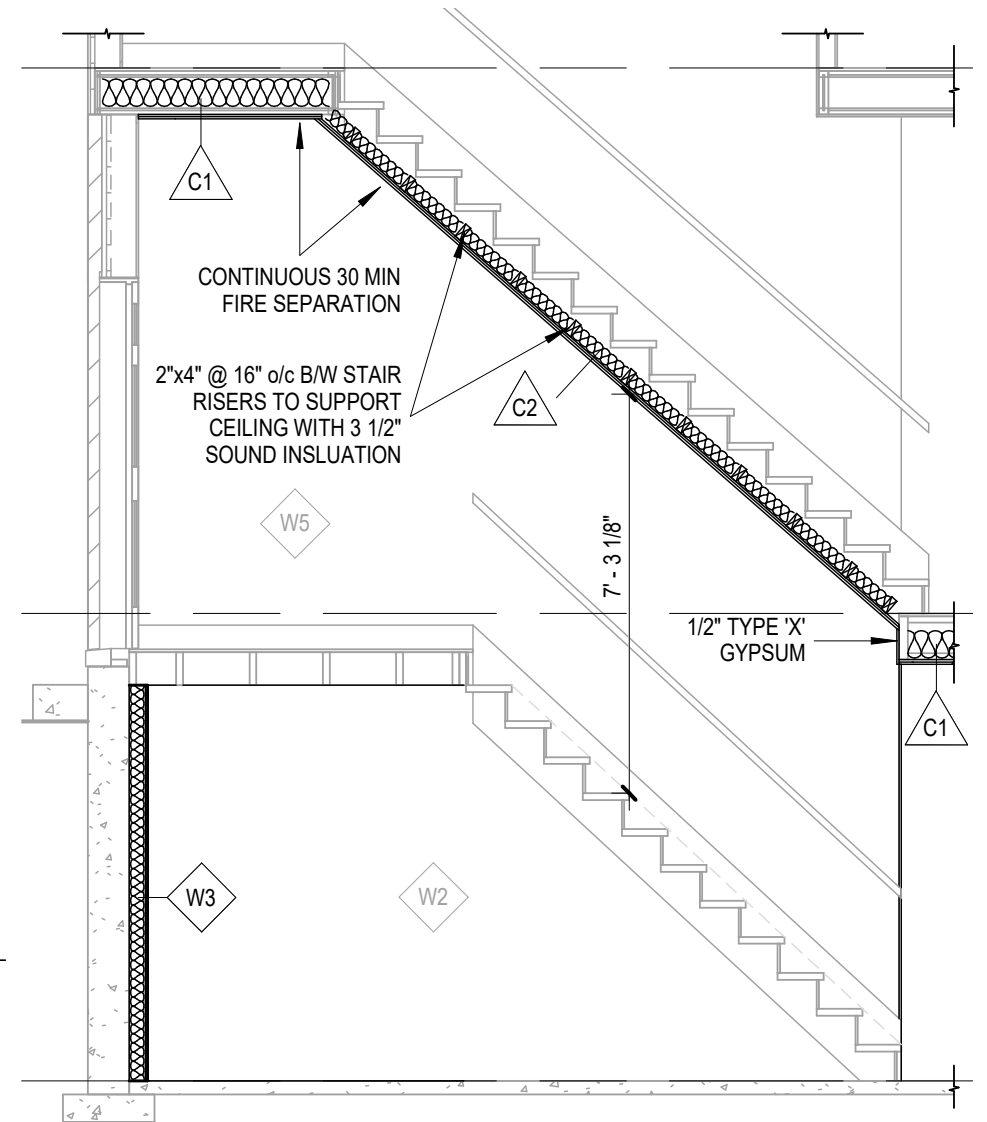 C1
CONTINUOUS 30 MIN
FIRE SEPARATION
2"x4" @ 16" o/c B/W STAIR
RISERS TO SUPPORT
CEILING WITH 3 1/2"
SOUND INSLUATION
C2
W5
7' - 3 1/8"
1/2" TYPE 'X'
GYPSUM
C1
W3
W2